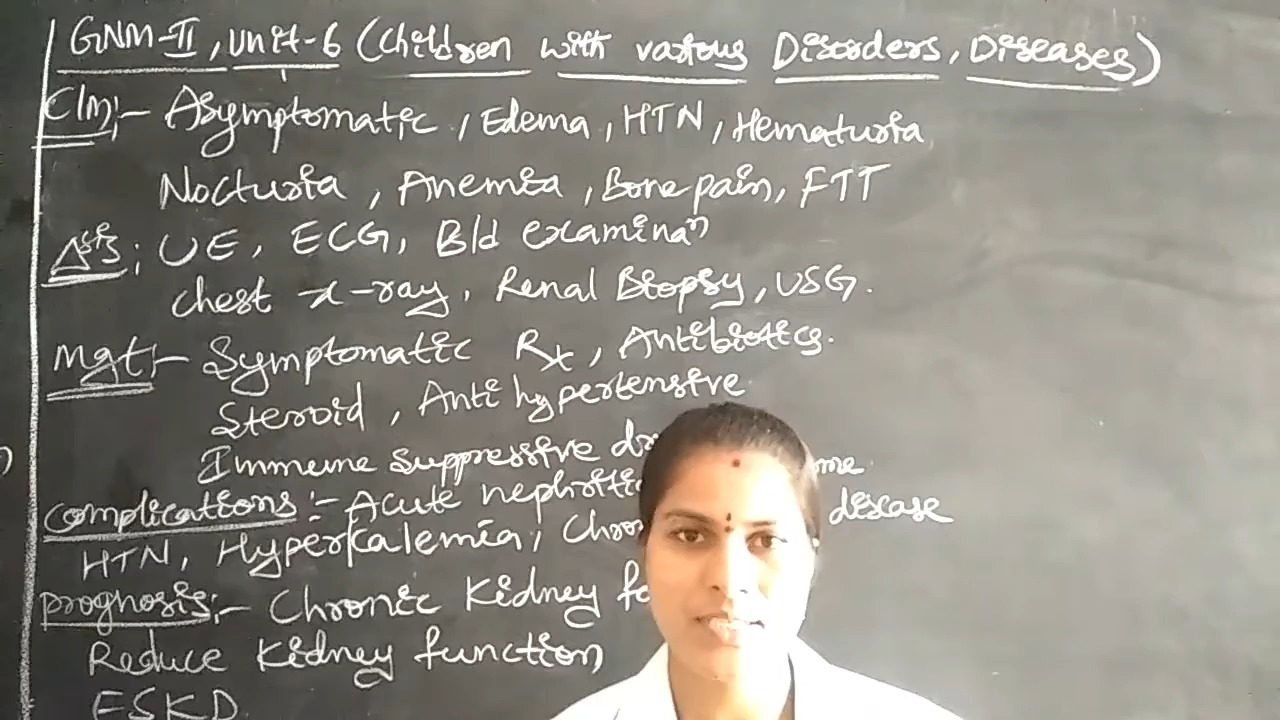 GNM-II, Unit-6 (Children with various Disorders, Diseases)
C/M:- Asymptomatic, Edema, HTN, Hematuria
Nocturia, Anemia, Bone pain, FTT
Δsis; UE, ECG, Bld examinan
Chest x-ray, Renal Biopsy, USG.
Mgt:- Symptomatic Rx, Antibiotics.
Steroid, Anti hypertensive
Immune suppressive
Complications:- Acute
HTN, Hyperkalemia, disease
Prognosis:- Chronic Kidney
Reduce Kidney function
ESKD